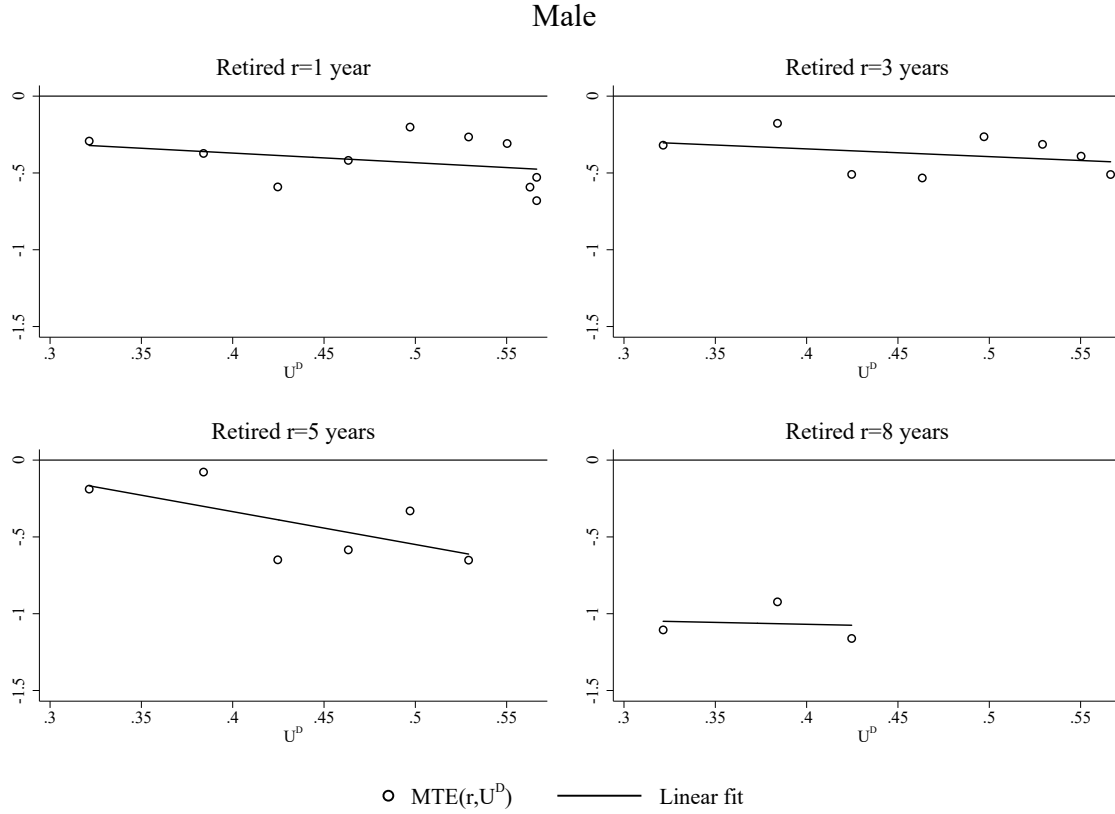 Male
Retired r=1 year
0
-.5
-1
-1.5
.3 .35 .4 .45 .5 .55
U^D
Retired r=3 years
0
-.5
-1
-1.5
.3 .35 .4 .45 .5 .55
U^D
Retired r=5 years
0
-.5
-1
-1.5
.3 .35 .4 .45 .5 .55
U^D
Retired r=8 years
0
-.5
-1
-1.5
.3 .35 .4 .45 .5 .55
U^D
MTE(r,U^D) Linear fit